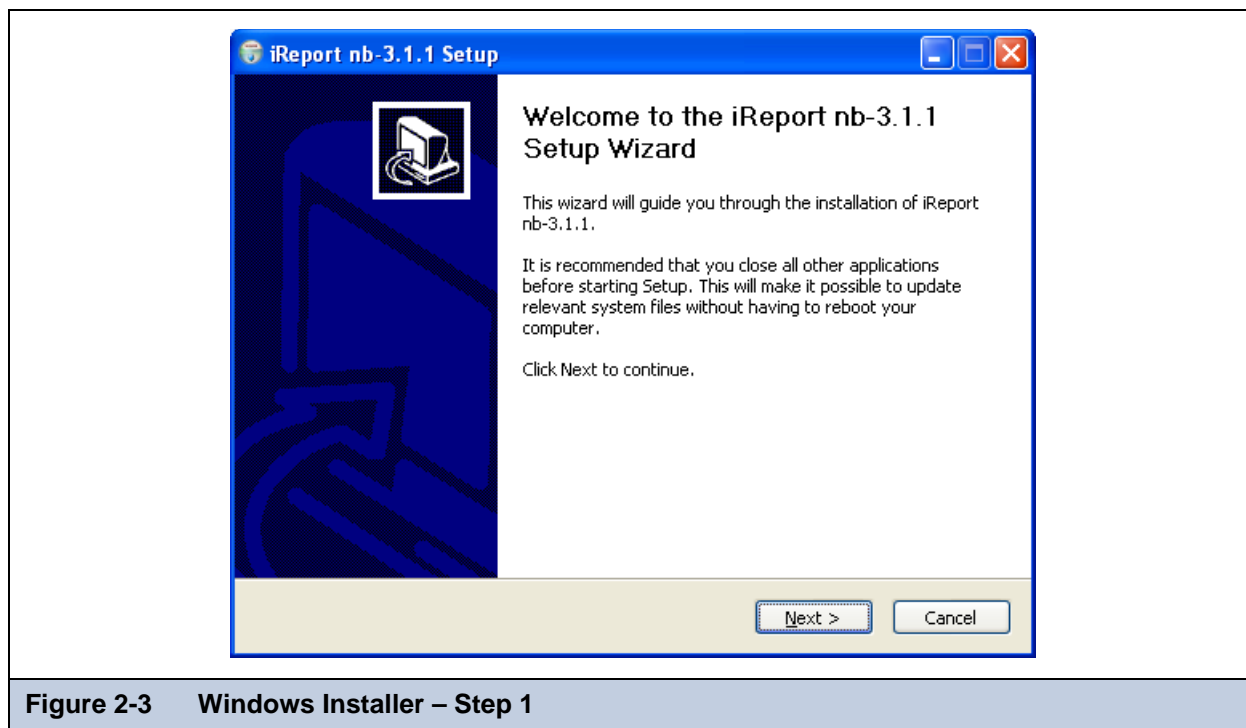 iReport nb-3.1.1 Setup
Welcome to the iReport nb-3.1.1
Setup Wizard
This wizard will guide you through the installation of iReport
nb-3.1.1.
It is recommended that you close all other applications
before starting Setup. This will make it possible to update
relevant system files without having to reboot your
computer.
Click Next to continue.
Next >
Cancel
Figure 2-3 Windows Installer – Step 1